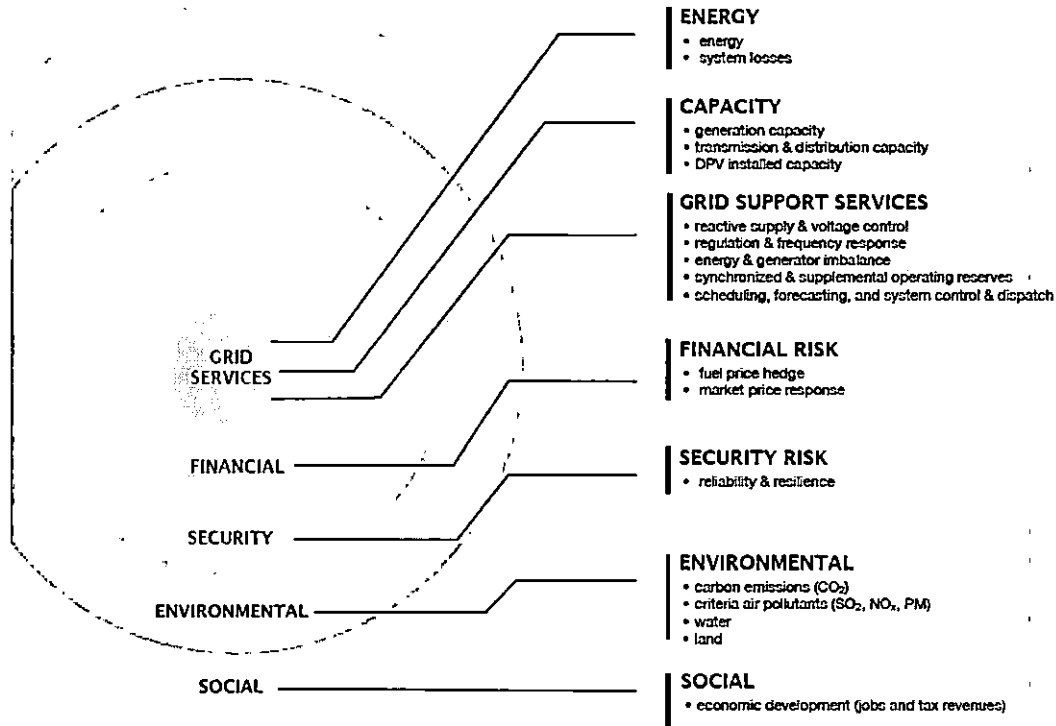 ENERGY
• energy
• system losses
CAPACITY
• generation capacity
• transmission & distribution capacity
• DPV installed capacity
GRID SUPPORT SERVICES
• reactive supply & voltage control
• regulation & frequency response
• energy & generator imbalance
• synchronized & supplemental operating reserves
• scheduling, forecasting, and system control & dispatch
GRID
SERVICES
FINANCIAL RISK
• fuel price hedge
• market price response
FINANCIAL
SECURITY RISK
• reliability & resilience
SECURITY
ENVIRONMENTAL
• carbon emissions (CO₂)
• criteria air pollutants (SO₂, NOₓ, PM)
• water
• land
ENVIRONMENTAL
SOCIAL
SOCIAL
• economic development (jobs and tax revenues)